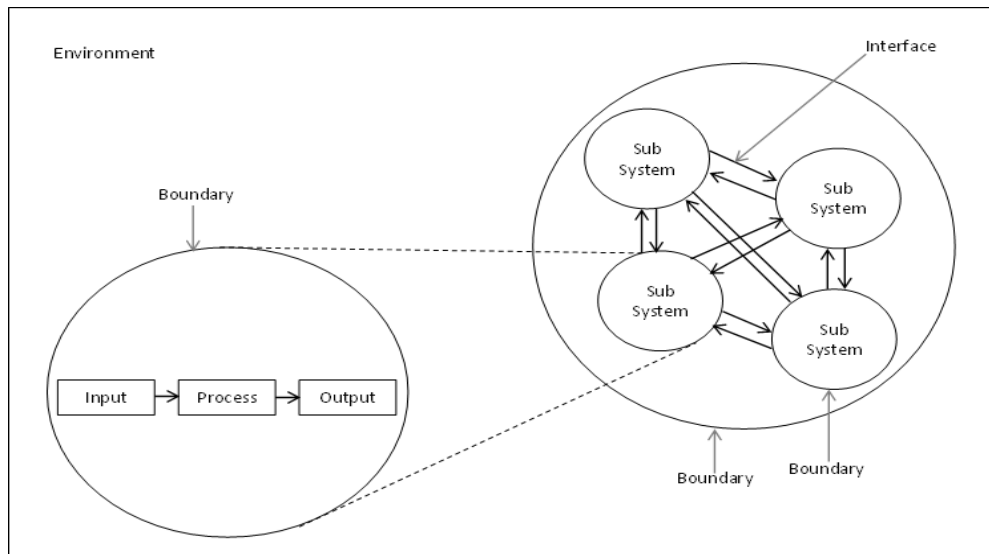 Environment
Interface
Sub
System
Sub
System
Boundary
Sub
System
Sub
System
Input
Process
Output
Boundary
Boundary